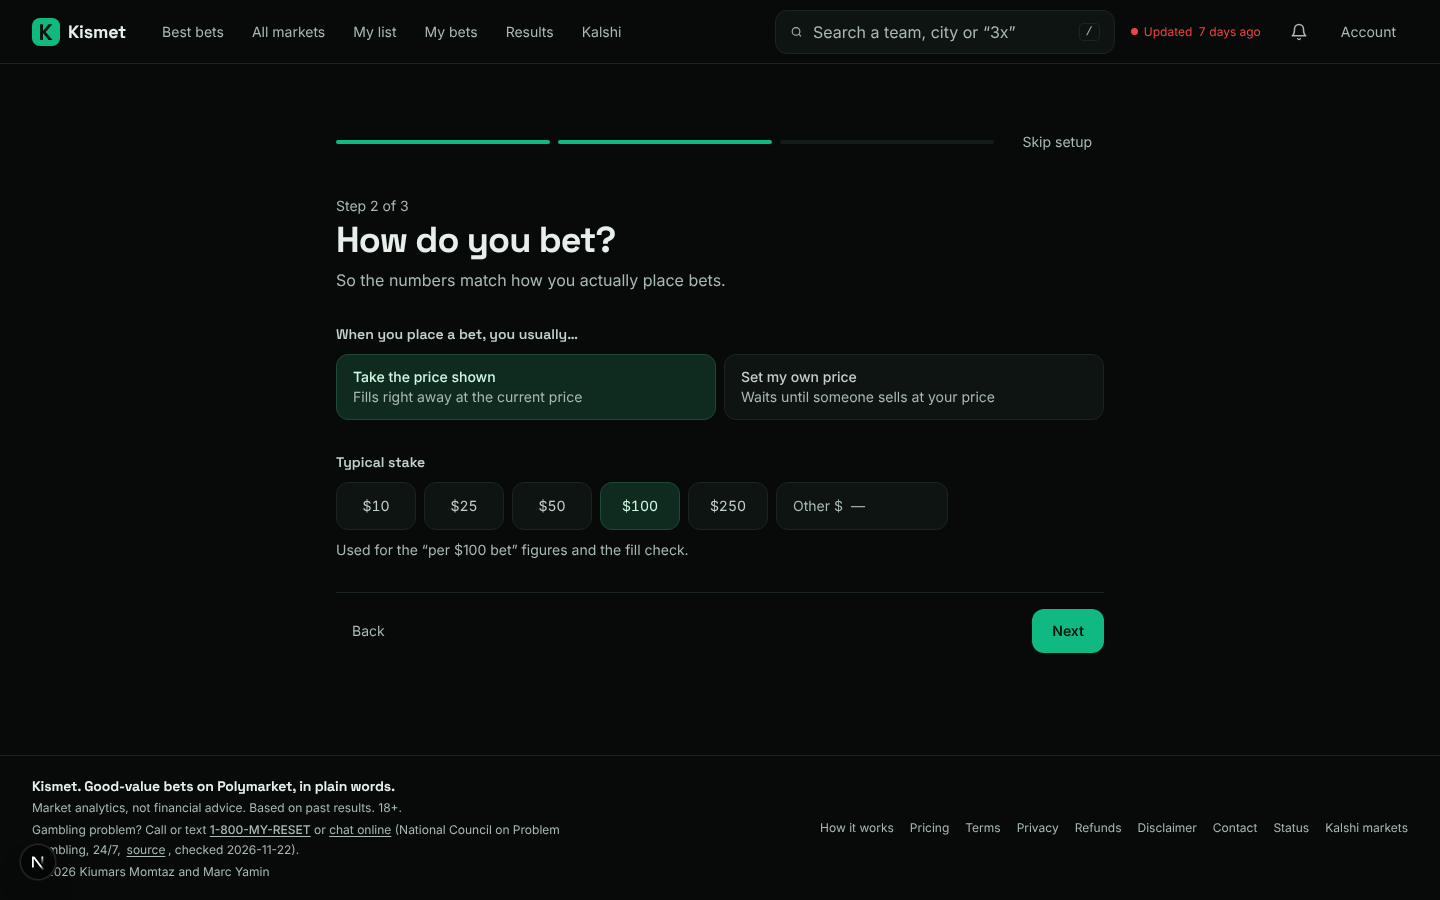 K Kismet
Best bets
All markets
My list
My bets
Results
Kalshi
Search a team, city or “3x”
/
Updated 7 days ago
Account
Skip setup
Step 2 of 3
How do you bet?
So the numbers match how you actually place bets.
When you place a bet, you usually…
Take the price shown
Fills right away at the current price
Set my own price
Waits until someone sells at your price
Typical stake
$10
$25
$50
$100
$250
Other $ —
Used for the “per $100 bet” figures and the fill check.
Back
Next
Kismet. Good-value bets on Polymarket, in plain words.
Market analytics, not financial advice. Based on past results. 18+.
Gambling problem? Call or text 1-800-MY-RESET or chat online (National Council on Problem
mbling, 24/7, source , checked 2026-11-22).
026 Kiumars Momtaz and Marc Yamin
How it works
Pricing
Terms
Privacy
Refunds
Disclaimer
Contact
Status
Kalshi markets
N